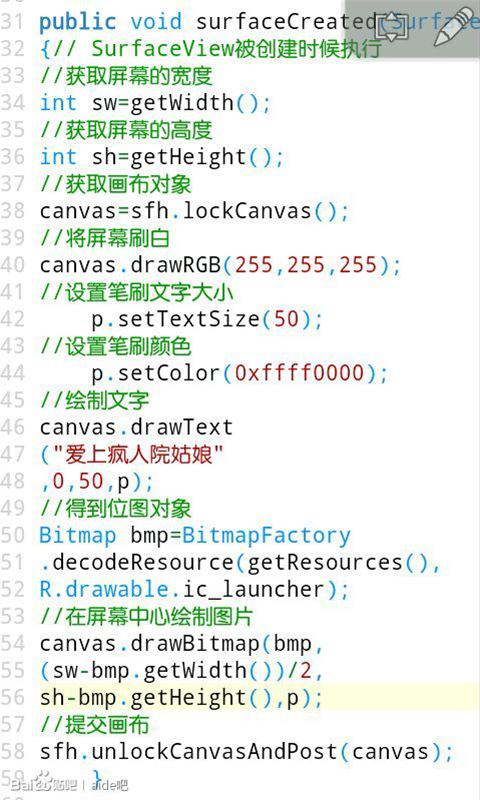 31 public void surfaceCreated(Surface
32 {// SurfaceView被创建时候执行
33 //获取屏幕的宽度
34 int sw=getWidth();
35 //获取屏幕的高度
36 int sh=getHeight();
37 //获取画布对象
38 canvas=sfh.lockCanvas();
39 //将屏幕刷白
40 canvas.drawRGB(255,255,255);
41 //设置笔刷文字大小
42     p.setTextSize(50);
43 //设置笔刷颜色
44     p.setColor(0xffff0000);
45 //绘制文字
46 canvas.drawText
47 ("爱上疯人院姑娘"
48 ,0,50,p);
49 //得到位图对象
50 Bitmap bmp=BitmapFactory
51 .decodeResource(getResources(),
52 R.drawable.ic_launcher);
53 //在屏幕中心绘制图片
54 canvas.drawBitmap(bmp,
55 (sw-bmp.getWidth())/2,
56 sh-bmp.getHeight(),p);
57 //提交画布
58 sfh.unlockCanvasAndPost(canvas);
59     }
Bai贴吧 | aide吧